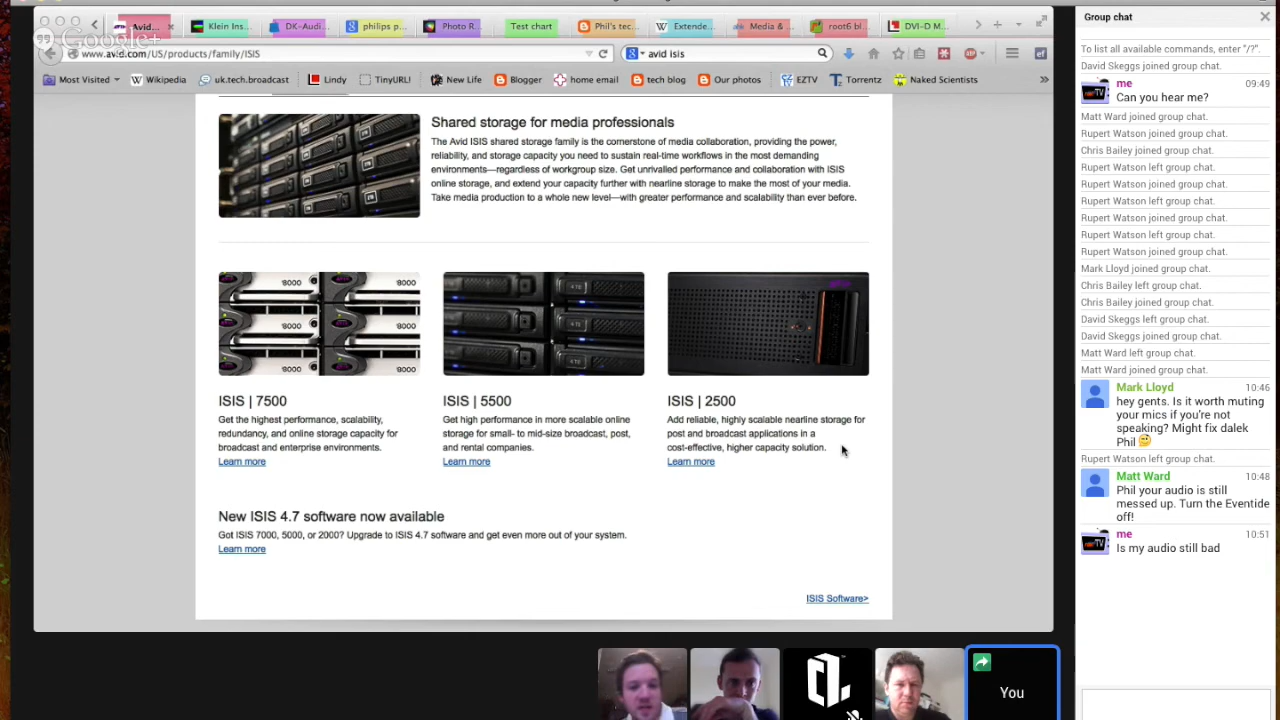 Avid.
Klein Ins
DK-Audi
philips p
Photo R.
Test chart
Phil's tec
Extende
Media &
root6 bl
DVI-D M
Google+
www.avid.com/US/products/family/ISIS
avid isis
Most Visited
Wikipedia
uk.tech.broadcast
Lindy
TinyURL!
New Life
Blogger
home email
tech blog
Our photos
EZTV
Torrentz
Naked Scientists
Shared storage for media professionals
The Avid ISIS shared storage family is the cornerstone of media collaboration, providing the power,
reliability, and storage capacity you need to sustain real-time workflows in the most demanding
environments—regardless of workgroup size. Get unrivalled performance and collaboration with ISIS
online storage, and extend your capacity further with nearline storage to make the most of your media.
Take media production to a whole new level—with greater performance and scalability than ever before.
ISIS | 7500
Get the highest performance, scalability,
redundancy, and online storage capacity for
broadcast and enterprise environments.
Learn more
ISIS | 5500
Get high performance in more scalable online
storage for small- to mid-size broadcast, post,
and rental companies.
Learn more
ISIS | 2500
Add reliable, highly scalable nearline storage for
post and broadcast applications in a
cost-effective, higher capacity solution.
Learn more
New ISIS 4.7 software now available
Got ISIS 7000, 5000, or 2000? Upgrade to ISIS 4.7 software and get even more out of your system.
Learn more
ISIS Software>
You
Group chat
To list all available commands, enter "/?".
David Skeggs joined group chat.
me 09:49
Can you hear me?
Matt Ward joined group chat.
Rupert Watson joined group chat.
Chris Bailey joined group chat.
Rupert Watson left group chat.
Rupert Watson joined group chat.
Rupert Watson left group chat.
Rupert Watson joined group chat.
Rupert Watson left group chat.
Rupert Watson joined group chat.
Mark Lloyd joined group chat.
Chris Bailey left group chat.
Chris Bailey joined group chat.
David Skeggs left group chat.
David Skeggs joined group chat.
Matt Ward left group chat.
Matt Ward joined group chat.
Mark Lloyd 10:46
hey gents. Is it worth muting
your mics if you're not
speaking? Might fix dalek
Phil
Rupert Watson left group chat.
Matt Ward 10:48
Phil your audio is still
messed up. Turn the Eventide
off!
me 10:51
Is my audio still bad